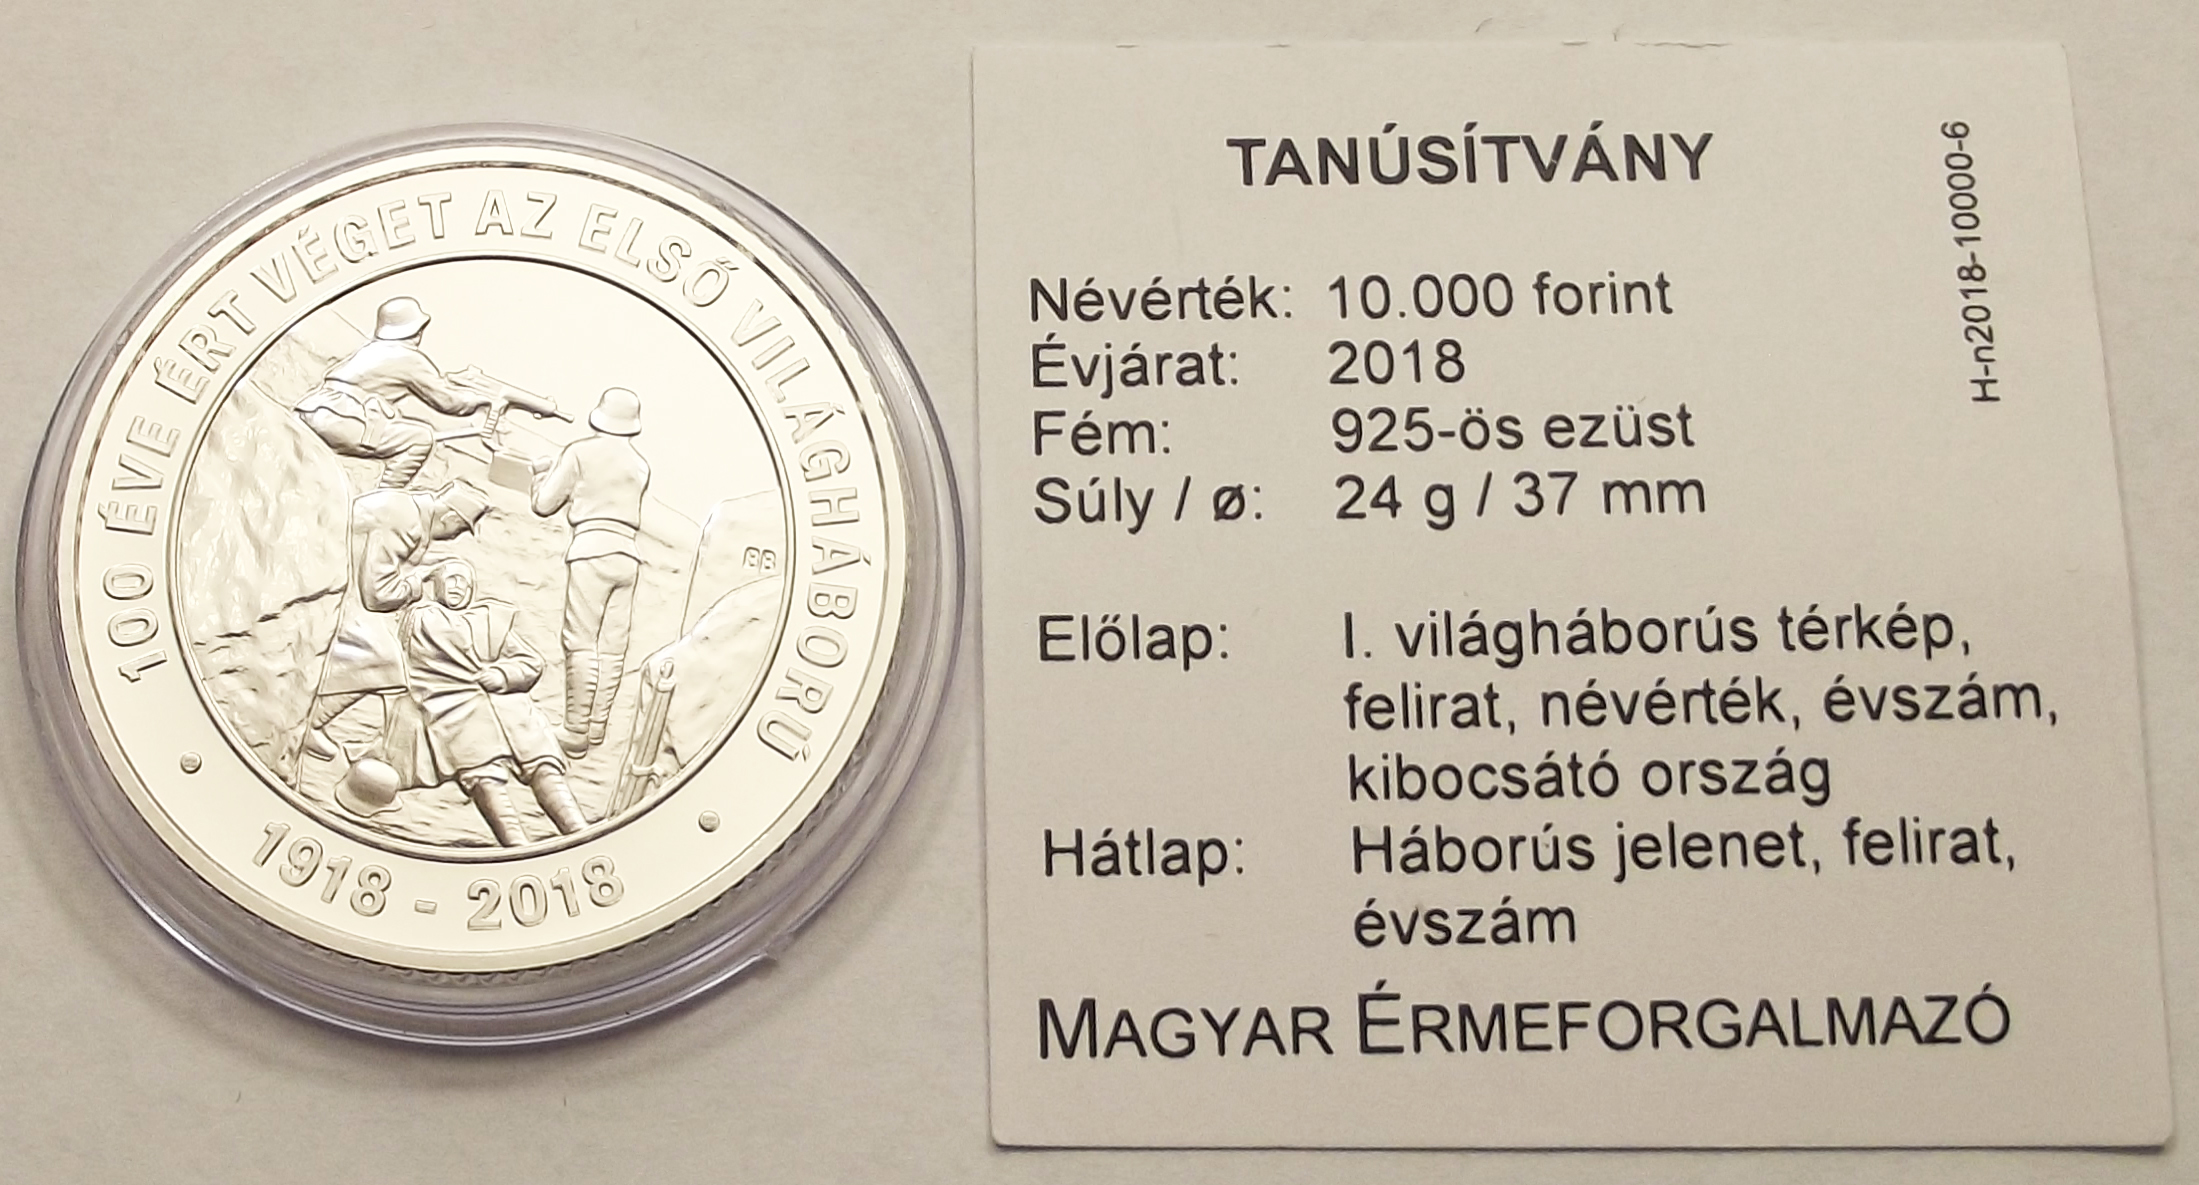 100 ÉVE ÉRT VÉGET AZ ELSŐ VILÁGHÁBORÚ
BB
1918 - 2018
TANÚSÍTVÁNY
H-n2018-10000-6
Névérték: 10.000 forint
Évjárat: 2018
Fém: 925-ös ezüst
Súly / ø: 24 g / 37 mm
Előlap: I. világháborús térkép,
felirat, névérték, évszám,
kibocsátó ország
Hátlap: Háborús jelenet, felirat,
évszám
MAGYAR ÉRMEFORGALMAZÓ